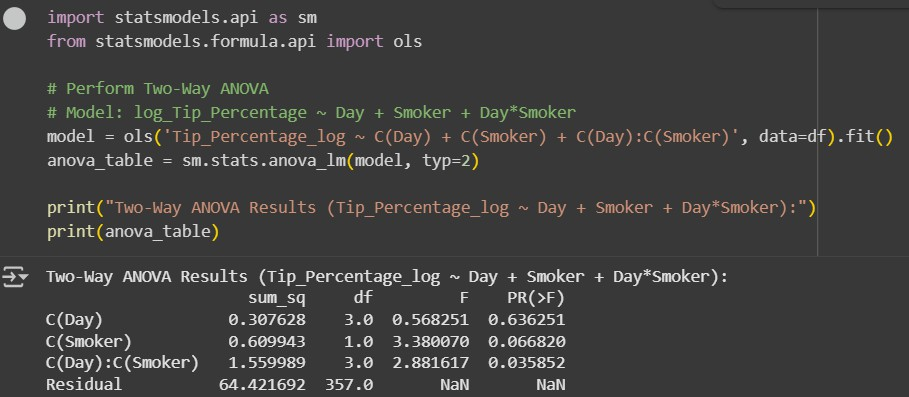 import statsmodels.api as sm
from statsmodels.formula.api import ols
# Perform Two-Way ANOVA
# Model: log_Tip_Percentage ~ Day + Smoker + Day*Smoker
model = ols('Tip_Percentage_log ~ C(Day) + C(Smoker) + C(Day):C(Smoker)', data=df).fit()
anova_table = sm.stats.anova_lm(model, typ=2)
print("Two-Way ANOVA Results (Tip_Percentage_log ~ Day + Smoker + Day*Smoker):")
print(anova_table)
Two-Way ANOVA Results (Tip_Percentage_log ~ Day + Smoker + Day*Smoker):
sum_sq df F PR(>F)
C(Day) 0.307628 3.0 0.568251 0.636251
C(Smoker) 0.609943 1.0 3.380070 0.066820
C(Day):C(Smoker) 1.559989 3.0 2.881617 0.035852
Residual 64.421692 357.0 NaN NaN